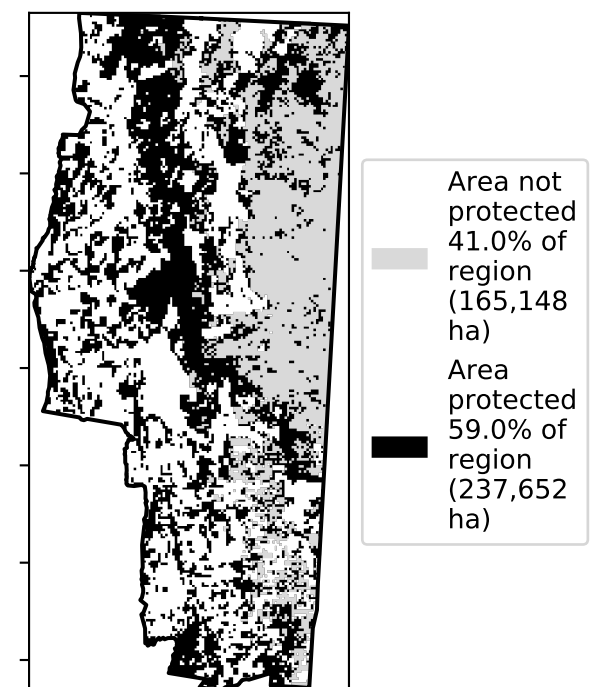 Area not
protected
41.0% of
region
(165,148
ha)
Area
protected
59.0% of
region
(237,652
ha)